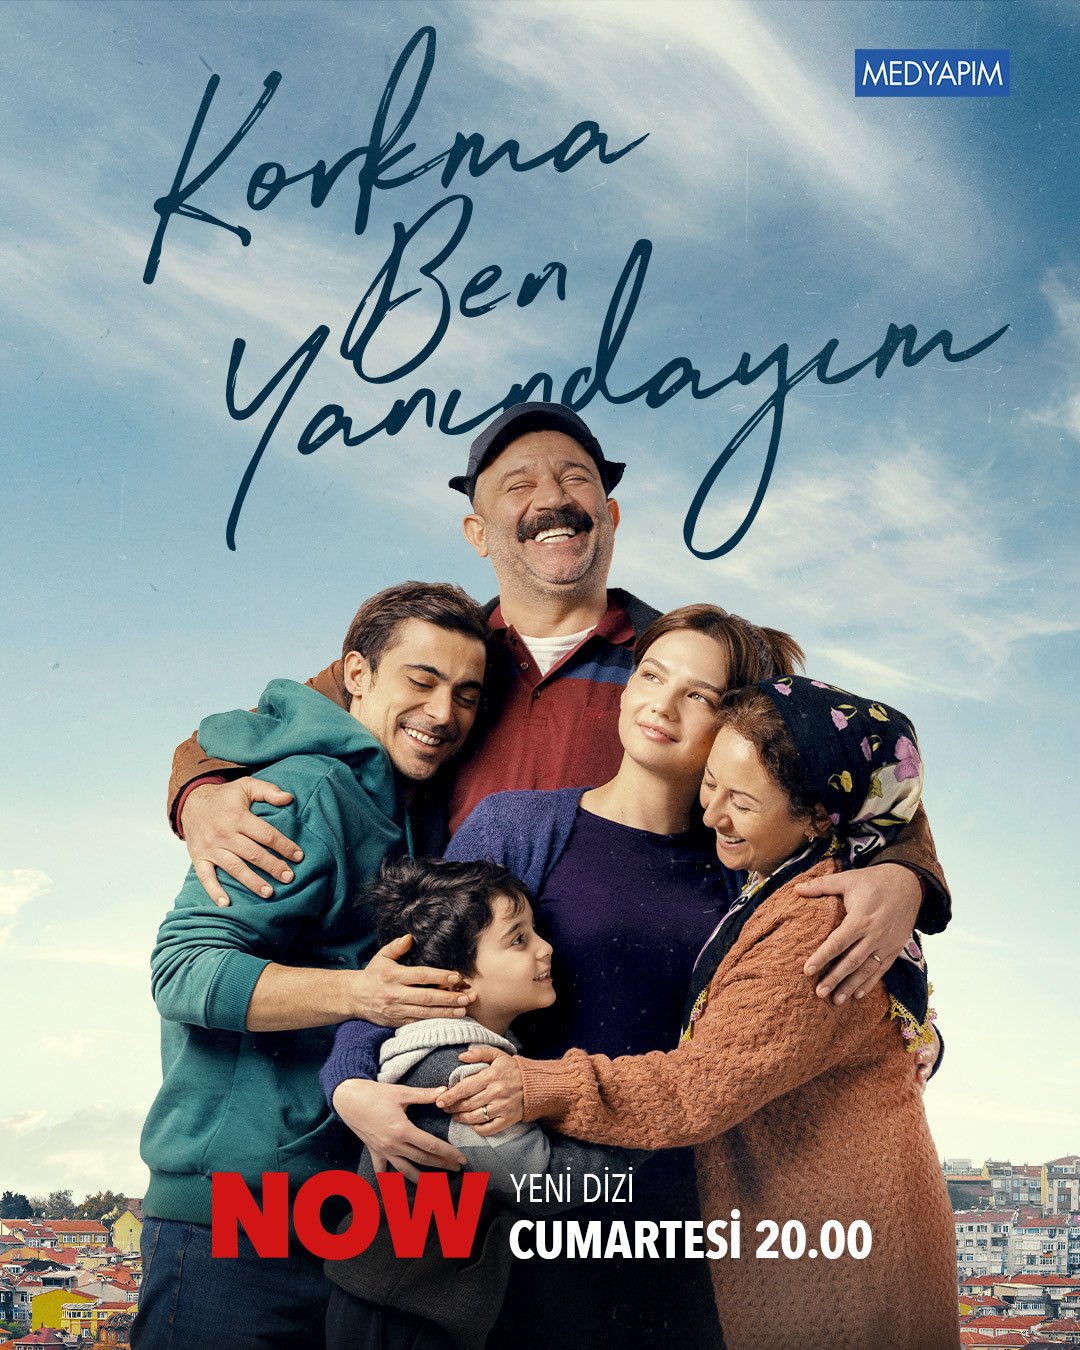 MEDYAPIM
Korkma
Ben
Yanındayım
NOW
YENİ DİZİ
CUMARTESİ 20.00